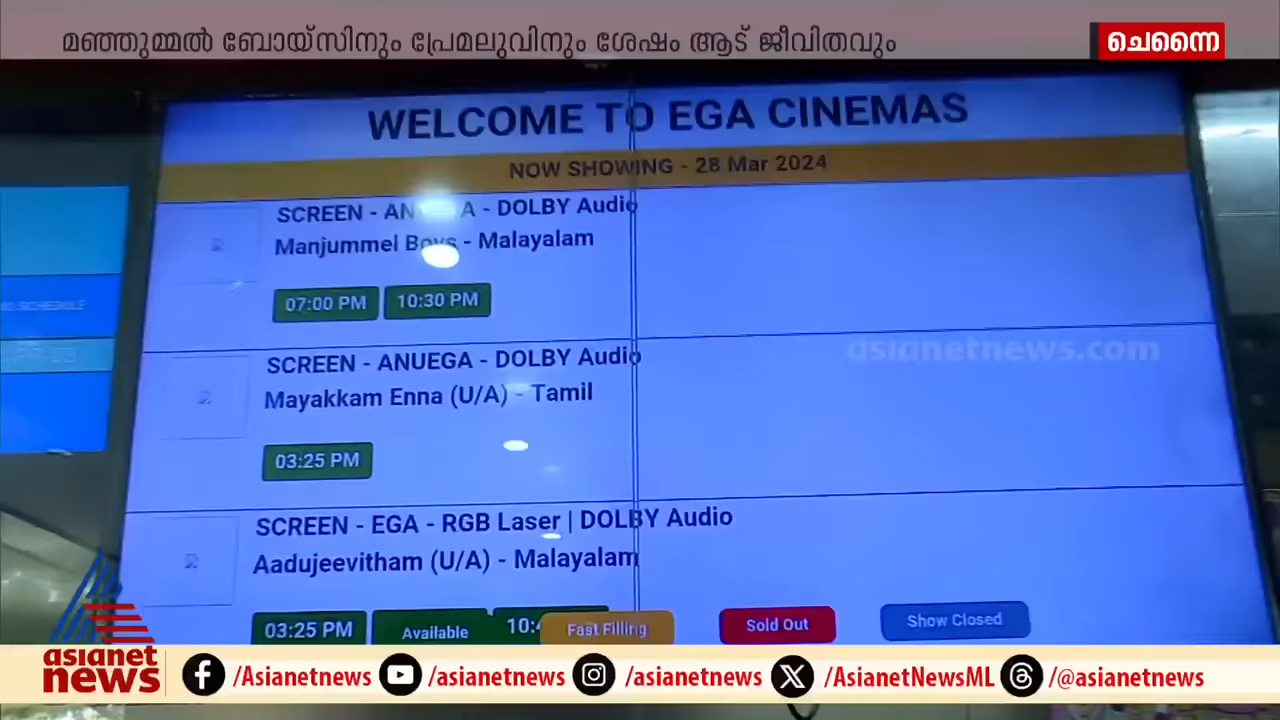 മഞ്ഞുമ്മൽ ബോയ്സിനും പ്രേമലുവിനും ശേഷം ആട് ജീവിതവും
ചെന്നൈ
WELCOME TO EGA CINEMAS
NOW SHOWING - 28 Mar 2024
SCREEN - - DOLBY Audio
Manjummel Boys - Malayalam
07:00 PM 10:30 PM
SCREEN - ANUEGA - DOLBY Audio
Mayakkam Enna (U/A) - Tamil
03:25 PM
asianetnews.com
SCREEN - EGA - RGB Laser | DOLBY Audio
Aadujeevitham (U/A) - Malayalam
03:25 PM Available Fast Filling Sold Out Show Closed
SCHEDULE
asianet news
/Asianetnews /asianetnews /asianetnews /AsianetNewsML /@asianetnews